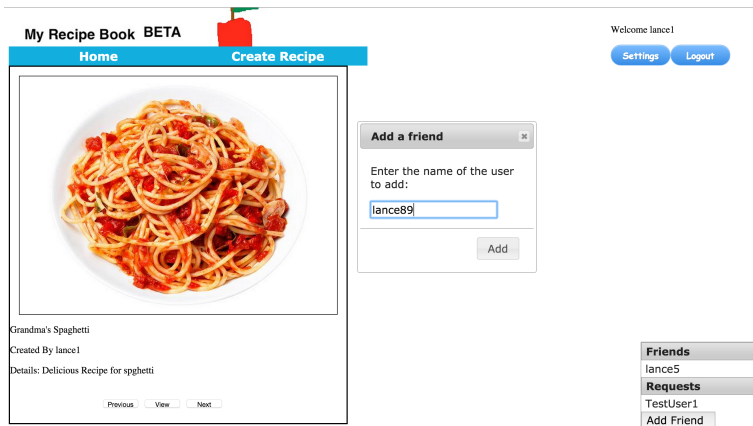 My Recipe Book BETA
Welcome lance1
Home Create Recipe
Settings Logout
Add a friend
Enter the name of the user
to add:
lance89
Add
Grandma's Spaghetti
Created By lance1
Details: Delicious Recipe for spghetti
Previous View Next
Friends
lance5
Requests
TestUser1
Add Friend